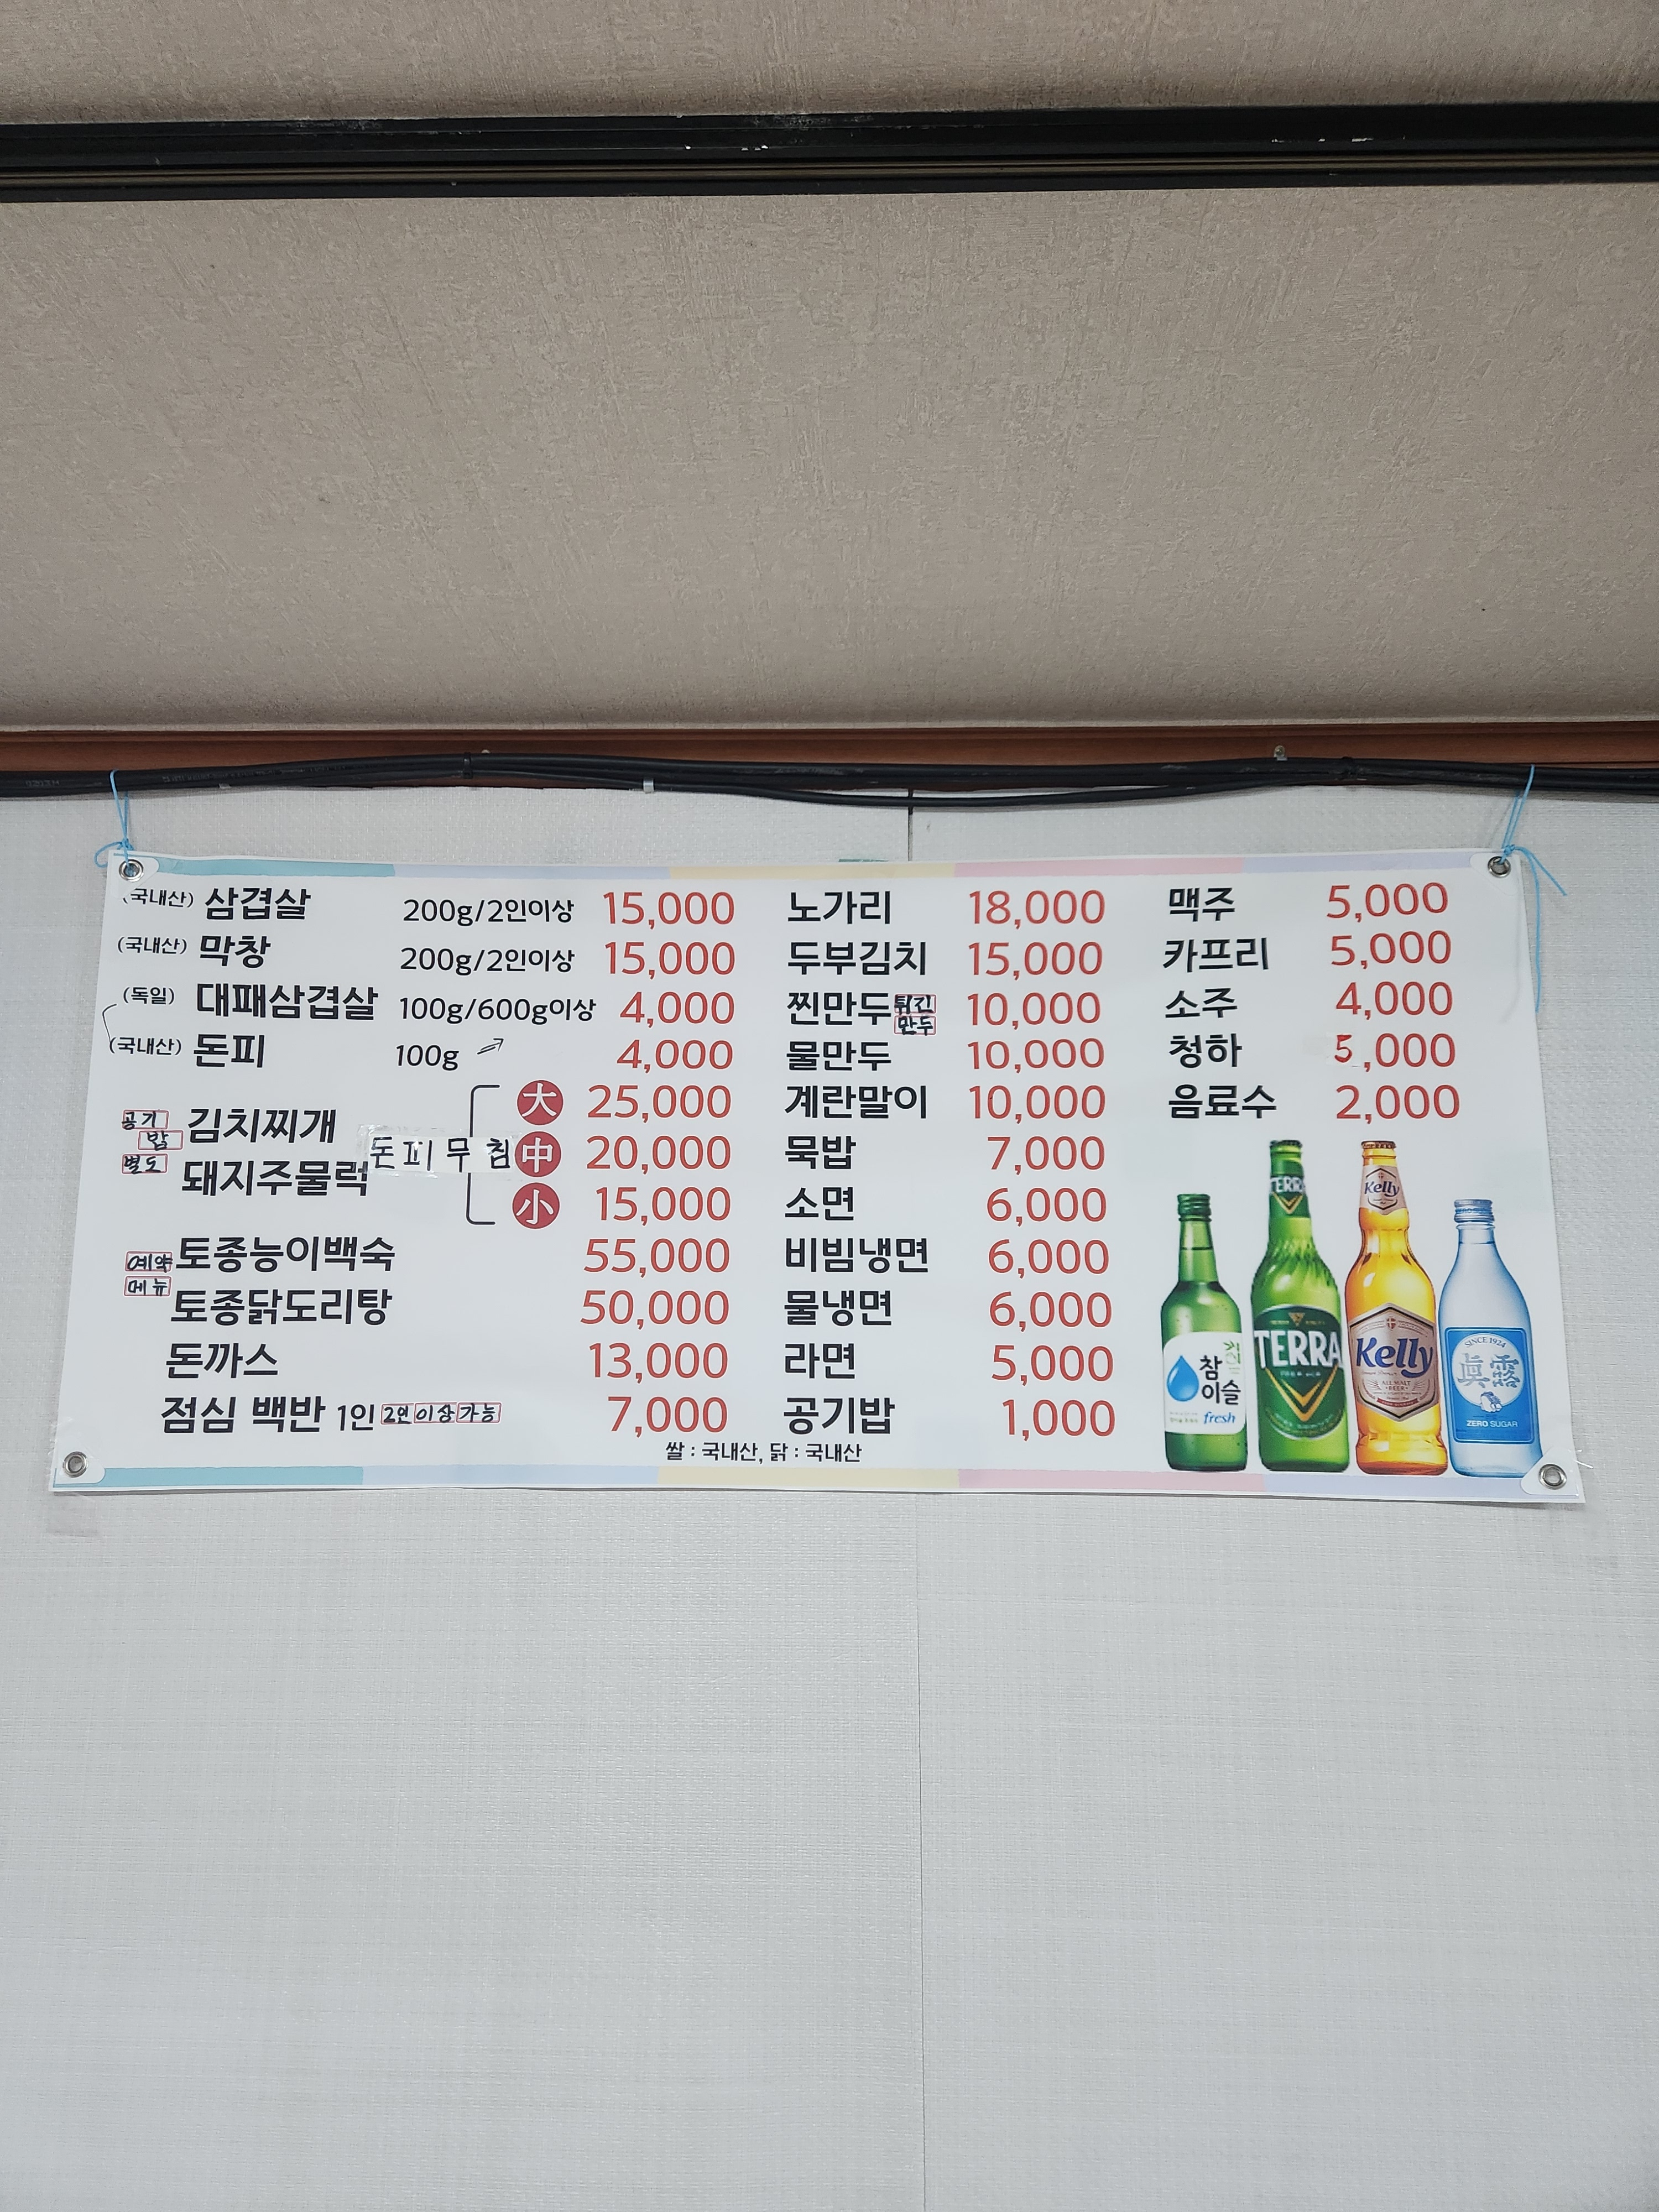 (국내산) 삼겹살 200g/2인이상 15,000
(국내산) 막창 200g/2인이상 15,000
(독일) 대패삼겹살 100g/600g이상 4,000
(국내산) 돈피 100g 4,000
공기
밥
별도
김치찌개
돼지주물럭
돈피무침
大 25,000
中 20,000
小 15,000
예약
메뉴
토종능이백숙 55,000
토종닭도리탕 50,000
돈까스 13,000
점심 백반 1인 2인이상가능 7,000
노가리 18,000
두부김치 15,000
찐만두 튀긴만두 10,000
물만두 10,000
계란말이 10,000
묵밥 7,000
소면 6,000
비빔냉면 6,000
물냉면 6,000
라면 5,000
공기밥 1,000
쌀 : 국내산, 닭 : 국내산
맥주 5,000
카프리 5,000
소주 4,000
청하 5,000
음료수 2,000
참
이슬
fresh
TERRA
TERRA
Kelly
Kelly
ALL MALT
BEER
SINCE 1924
眞露
ZERO SUGAR